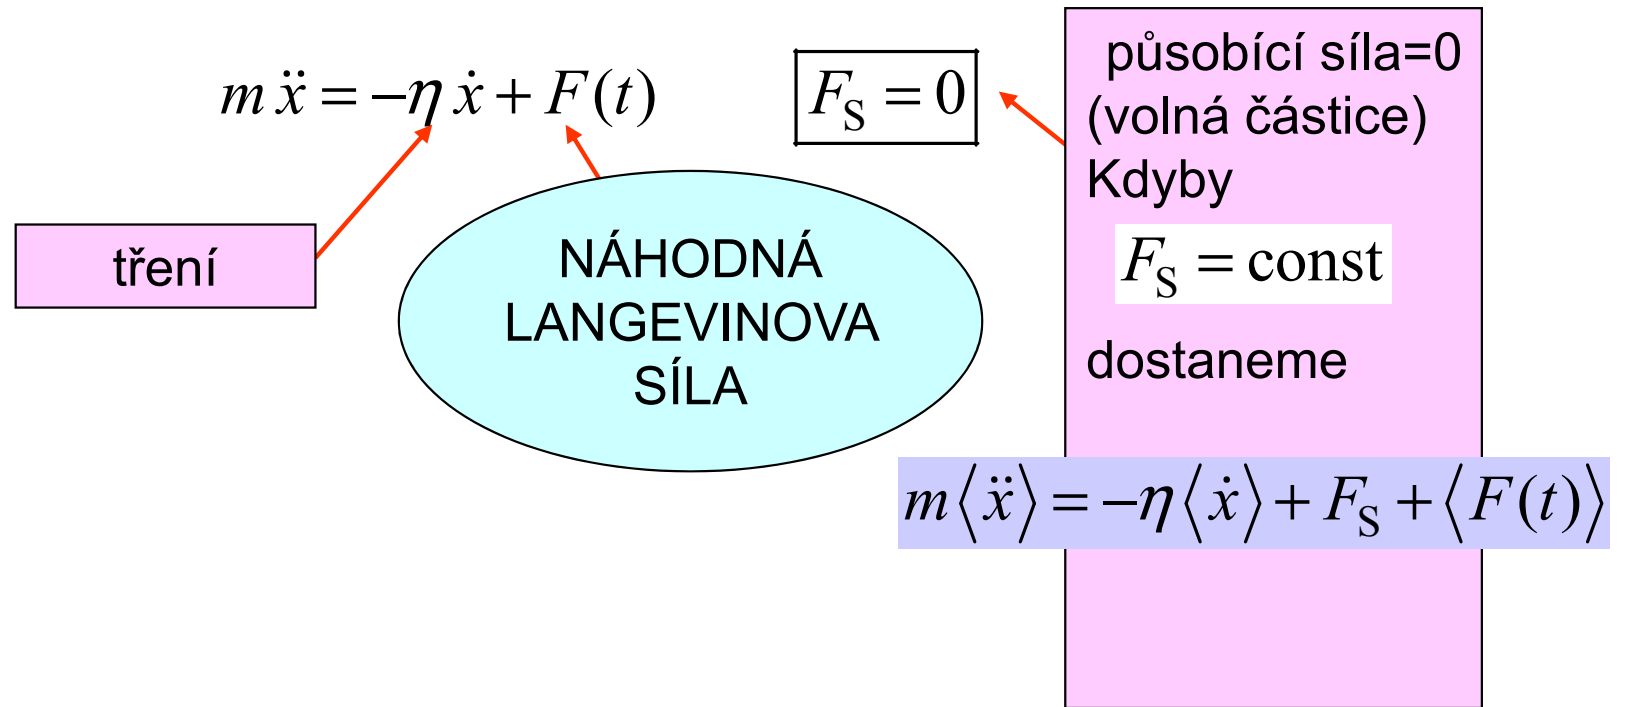 m ẍ = −η ẋ + F(t)
F_S = 0
tření
NÁHODNÁ
LANGEVINOVA
SÍLA
působící síla=0
(volná částice)
Kdyby
F_S = const
dostaneme
m⟨ẍ⟩ = −η⟨ẋ⟩ + F_S + ⟨F(t)⟩